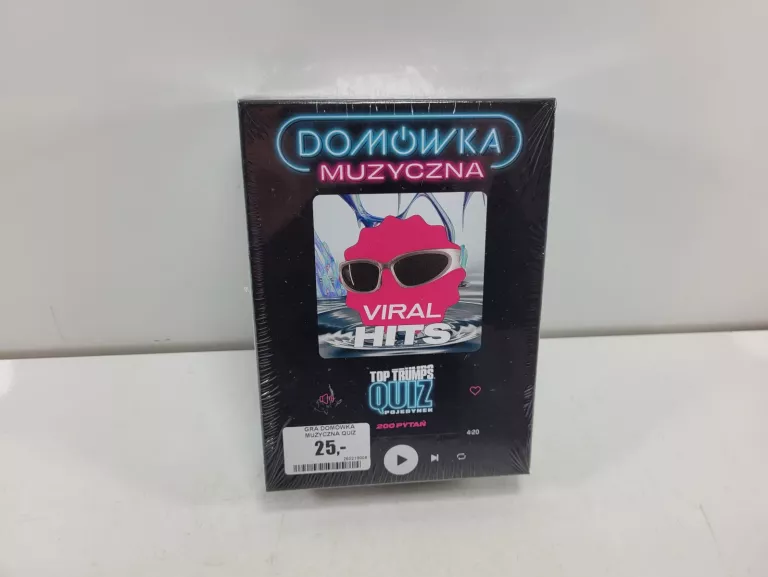 DOMÓWKA
MUZYCZNA
VIRAL
HITS
TOP TRUMPS
QUIZ
POJEDYNEK
200 PYTAŃ
4:20
GRA DOMÓWKA
MUZYCZNA QUIZ
25,-